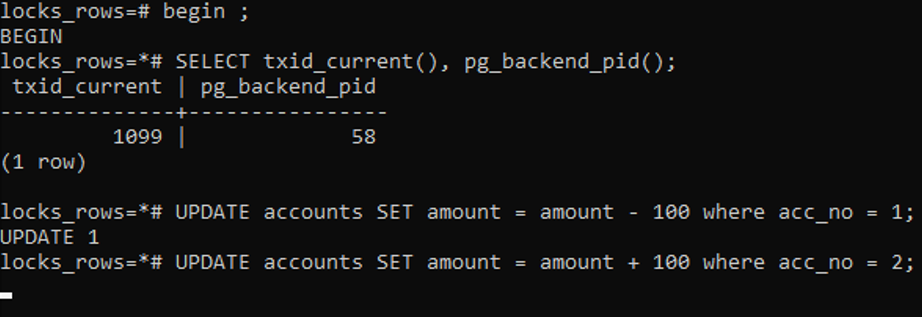 locks_rows=# begin ;
BEGIN
locks_rows=*# SELECT txid_current(), pg_backend_pid();
 txid_current | pg_backend_pid
--------------+----------------
         1099 |             58
(1 row)

locks_rows=*# UPDATE accounts SET amount = amount - 100 where acc_no = 1;
UPDATE 1
locks_rows=*# UPDATE accounts SET amount = amount + 100 where acc_no = 2;